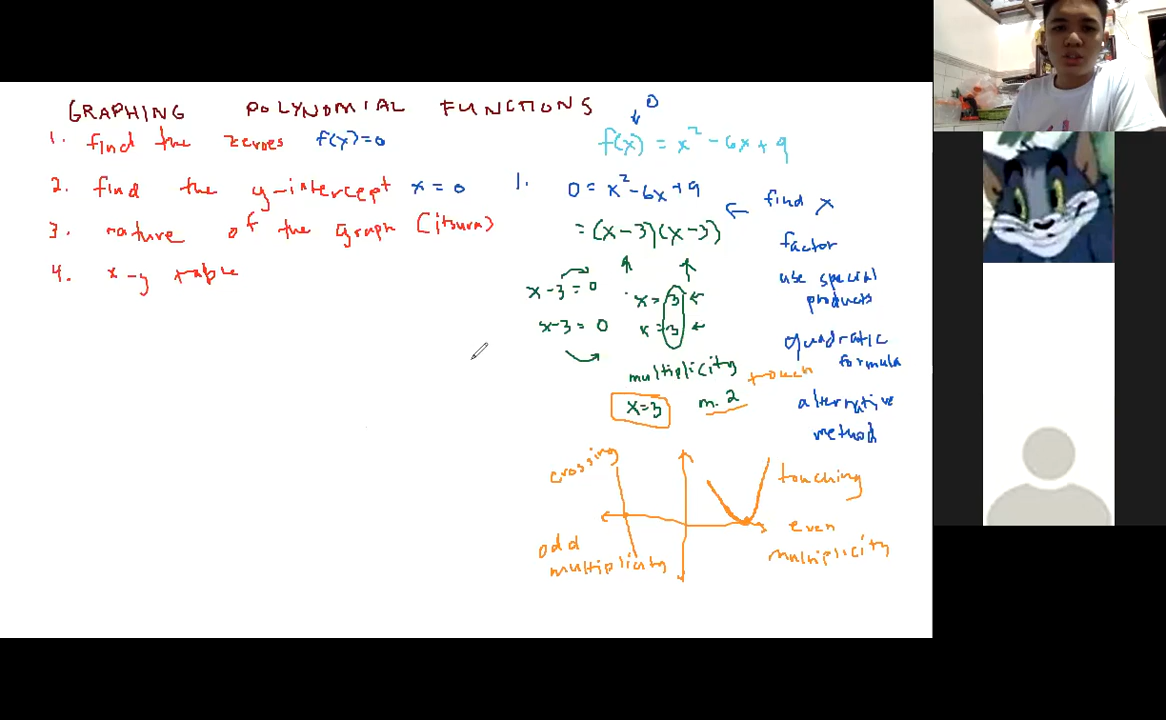 GRAPHING POLYNOMIAL FUNCTIONS
1. find the zeroes f(x)=0
2. find the y-intercept x = 0
3. nature of the graph (itsura)
4. x-y table
0
f(x) = x² - 6x + 9
1. 0 = x² - 6x + 9
= (x - 3)(x - 3)
x - 3 = 0
x - 3 = 0
x = 3
x = 3
multiplicity
x = 3 m. 2
touch
find x
factor
use special
products
quadratic
formula
alternative
method
crossing
odd
multiplicity
touching
even
multiplicity